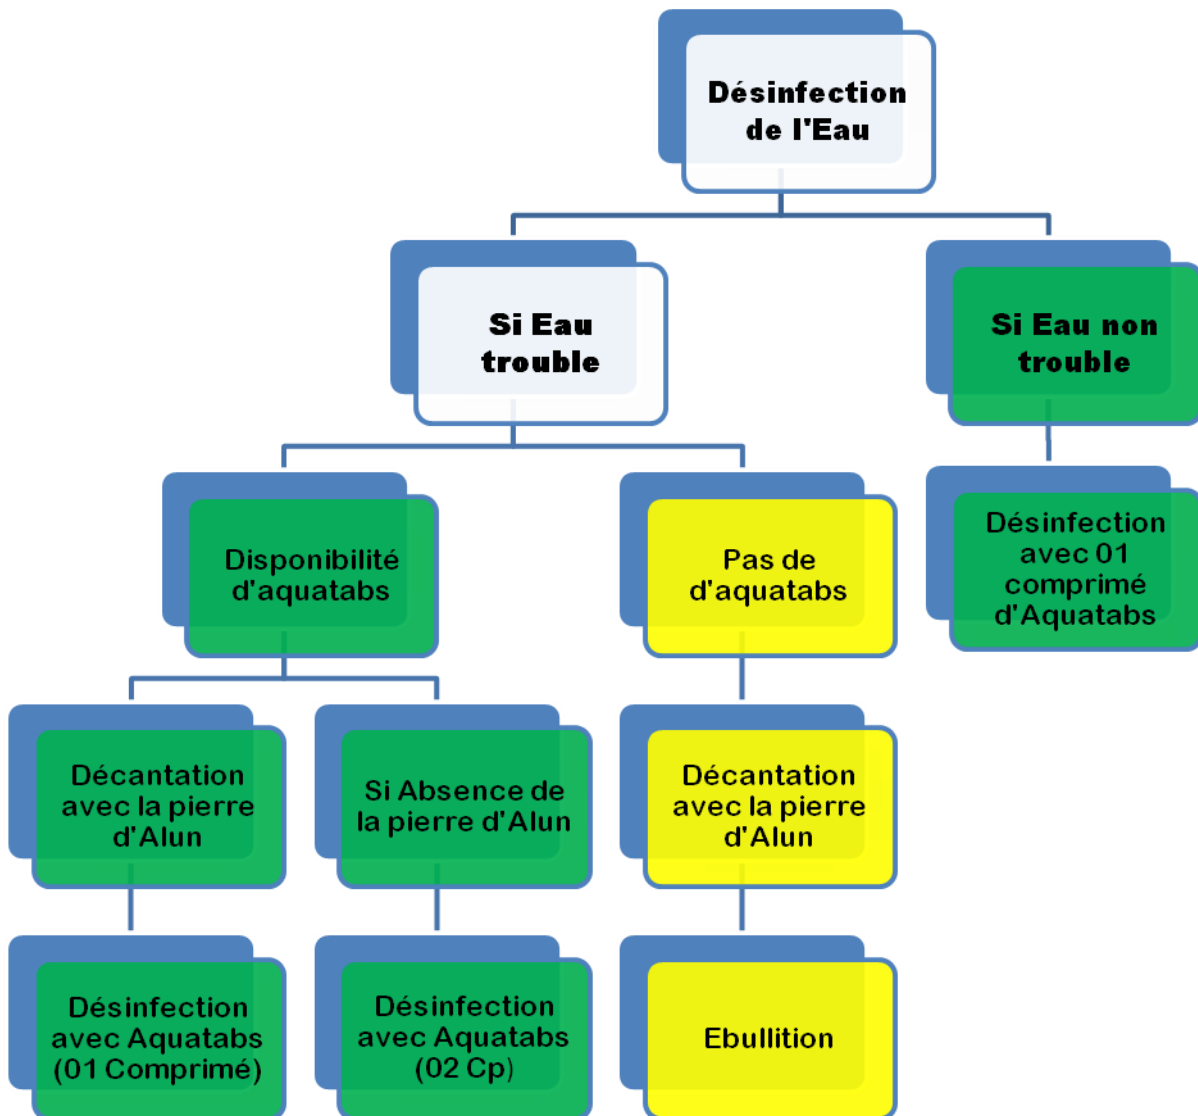 Désinfection
de l'Eau
Si Eau
trouble
Si Eau non
trouble
Disponibilité
d'aquatabs
Pas de
d'aquatabs
Désinfection
avec 01
comprimé
d'Aquatabs
Décantation
avec la pierre
d'Alun
Si Absence de
la pierre d'Alun
Décantation
avec la pierre
d'Alun
Désinfection
avec Aquatabs
(01 Comprimé)
Désinfection
avec Aquatabs
(02 Cp)
Ebullition